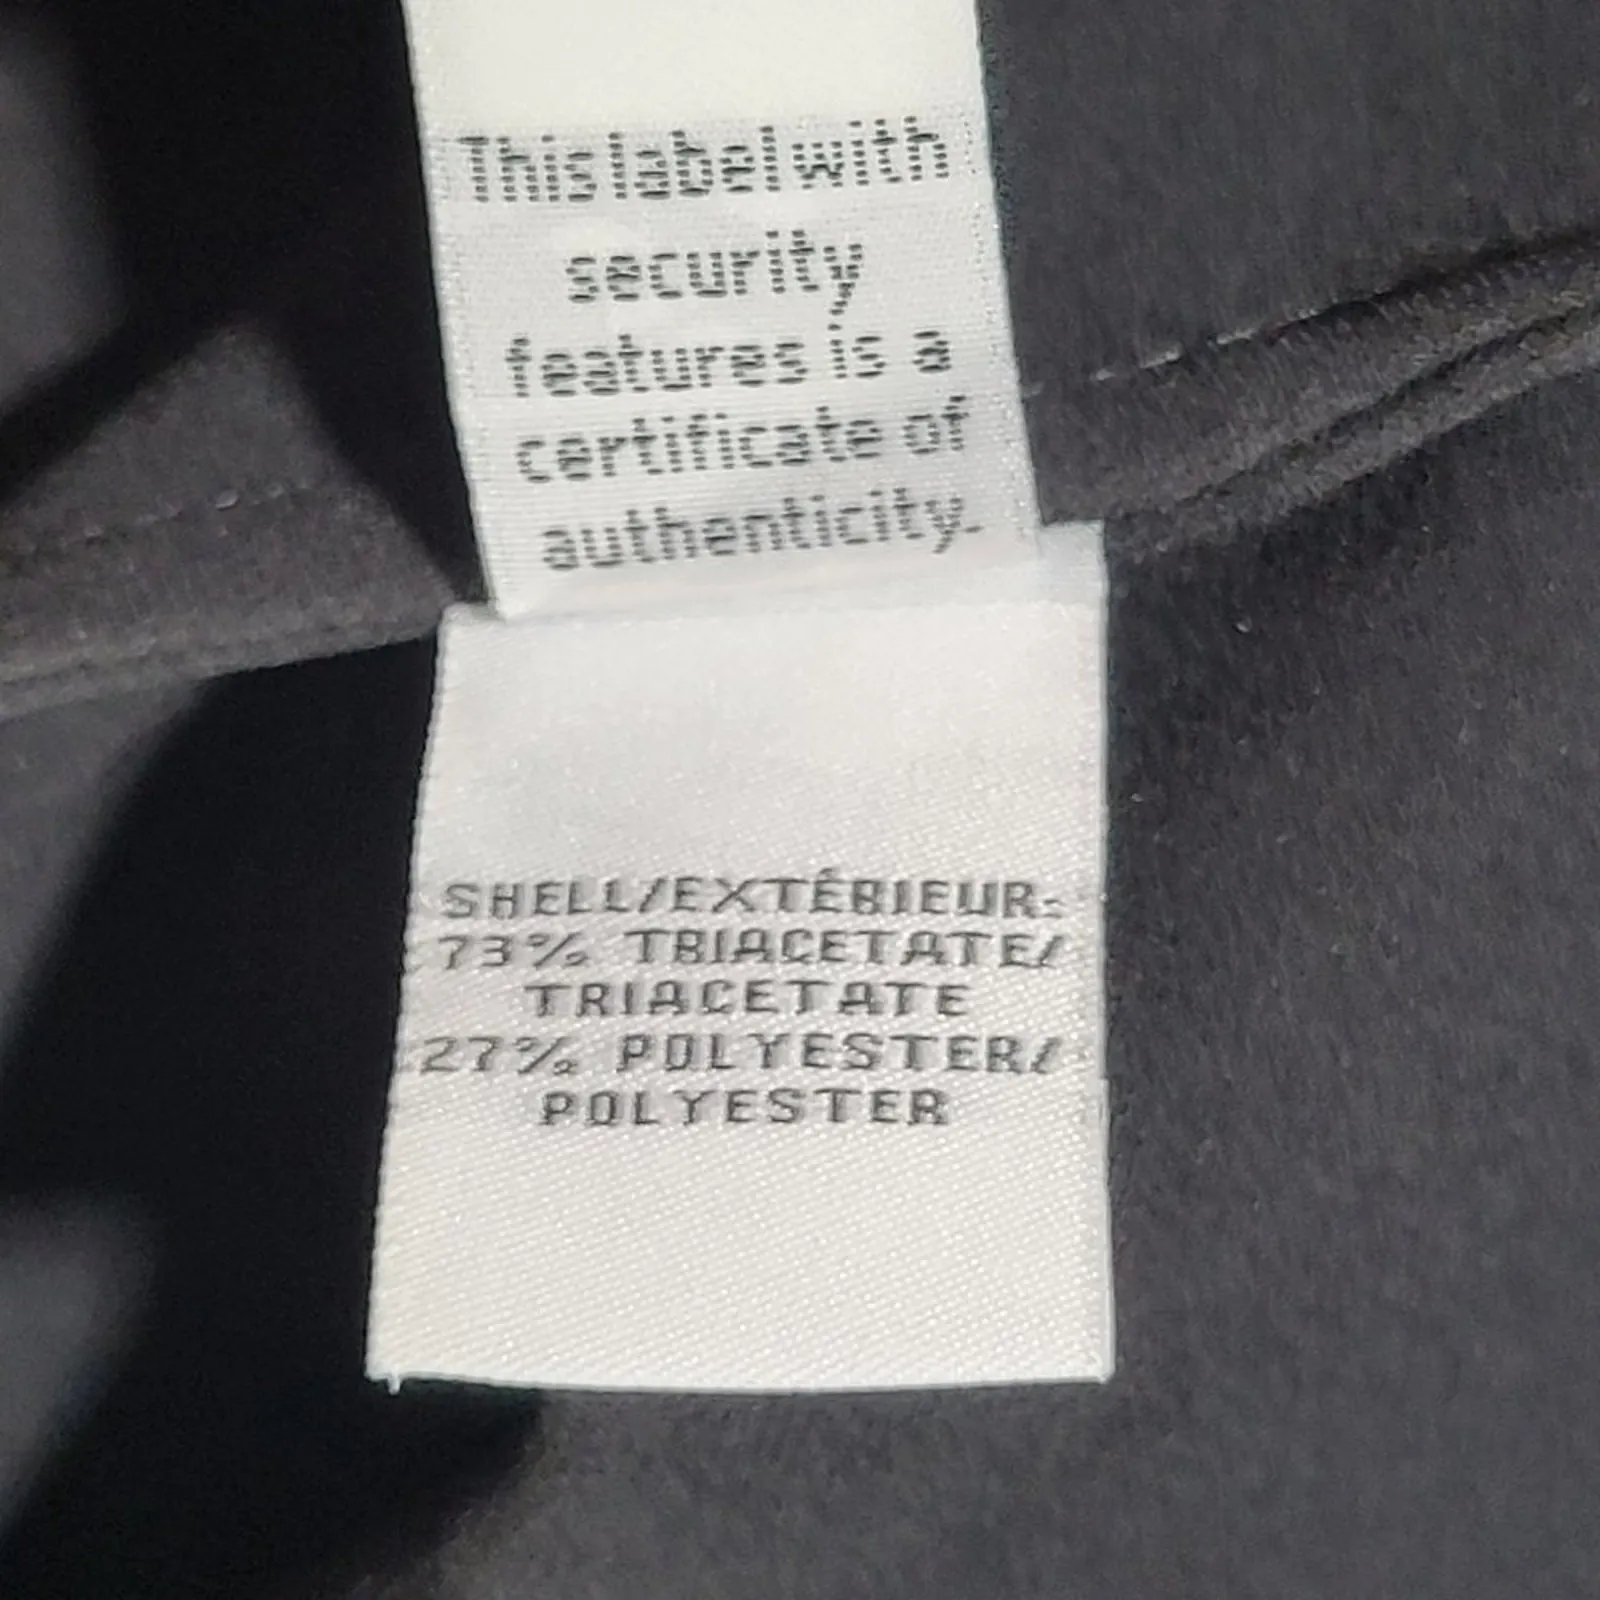 This label with
security
features is a
certificate of
authenticity.
SHELL/EXTÉRIEUR:
73% TRIACETATE/
TRIACETATE
27% POLYESTER/
POLYESTER